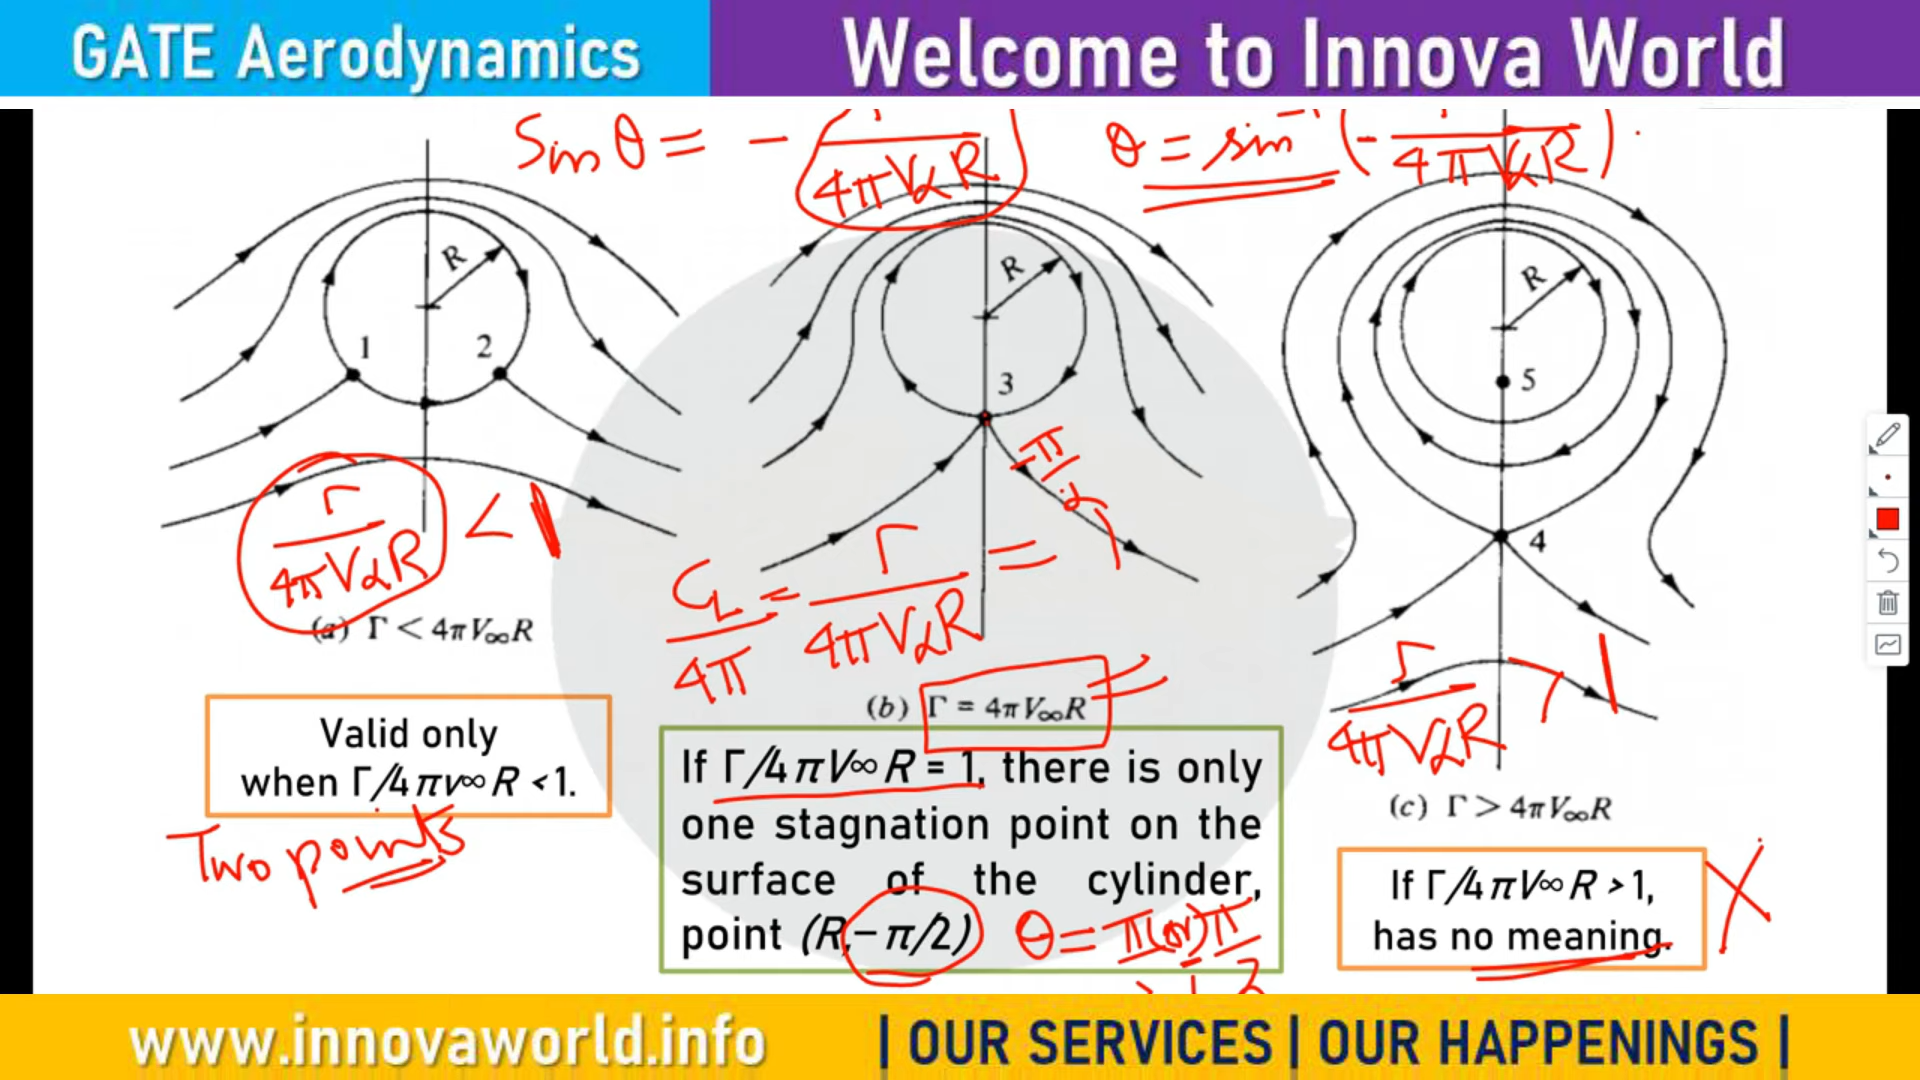 GATE Aerodynamics
Welcome to Innova World
Sin θ = - 4πV∝R
θ = sin⁻¹ (- 4πV∝R)
R
R
R
1
2
3
5
4
Γ/4πV∝R < 1
-π/2
C_L/4π = Γ/4πV∝R = 1
Γ/4πV∝R > 1
(a) Γ < 4πV∞R
(b) Γ = 4πV∞R
(c) Γ > 4πV∞R
Valid only
when Γ/4πv∞R <1.
Two points
If Γ/4πV∞R = 1, there is only
one stagnation point on the
surface of the cylinder,
point (R,-π/2)
If Γ/4πV∞R > 1,
has no meaning.
www.innovaworld.info
| OUR SERVICES | OUR HAPPENINGS |